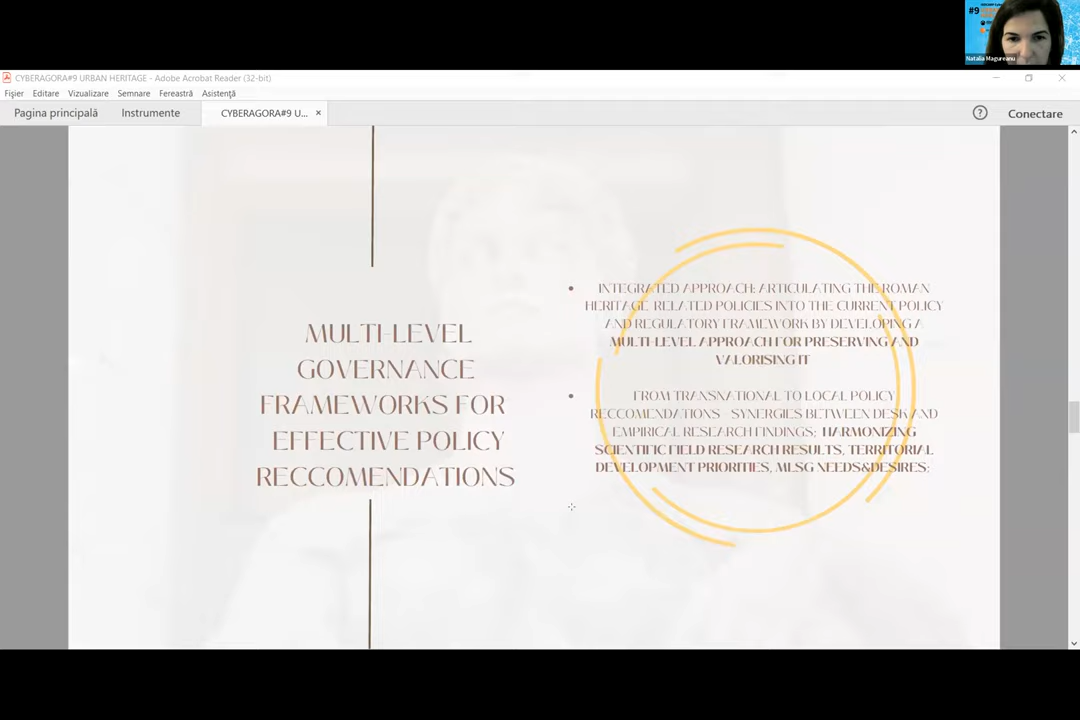 #9
Natalia Magureanu
CYBERAGORA#9 URBAN HERITAGE - Adobe Acrobat Reader (32-bit)
Fișier Editare Vizualizare Semnare Fereastră Asistență
Pagina principală Instrumente CYBERAGORA#9 U... × ? Conectare
MULTI-LEVEL
GOVERNANCE
FRAMEWORKS FOR
EFFECTIVE POLICY
RECCOMENDATIONS
• INTEGRATED APPROACH: ARTICULATING THE ROMAN
HERITAGE-RELATED POLICIES INTO THE CURRENT POLICY
AND REGULATORY FRAMEWORK BY DEVELOPING A
MULTI-LEVEL APPROACH FOR PRESERVING AND
VALORISING IT
• FROM TRANSNATIONAL TO LOCAL POLICY
RECCOMENDATIONS - SYNERGIES BETWEEN DESK AND
EMPIRICAL RESEARCH FINDINGS; HARMONIZING
SCIENTIFIC FIELD RESEARCH RESULTS, TERRITORIAL
DEVELOPMENT PRIORITIES, MLSG NEEDS&DESIRES;